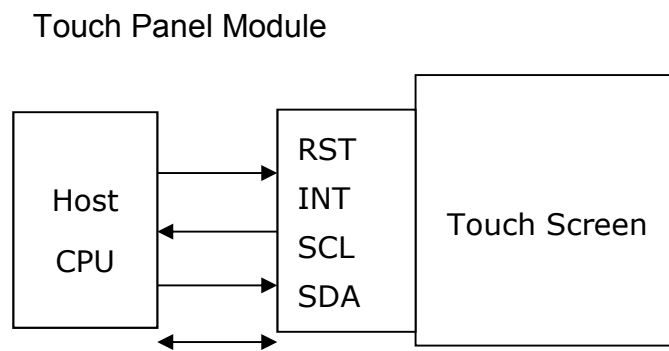 Touch Panel Module
Host
CPU
RST
INT
SCL
SDA
Touch Screen